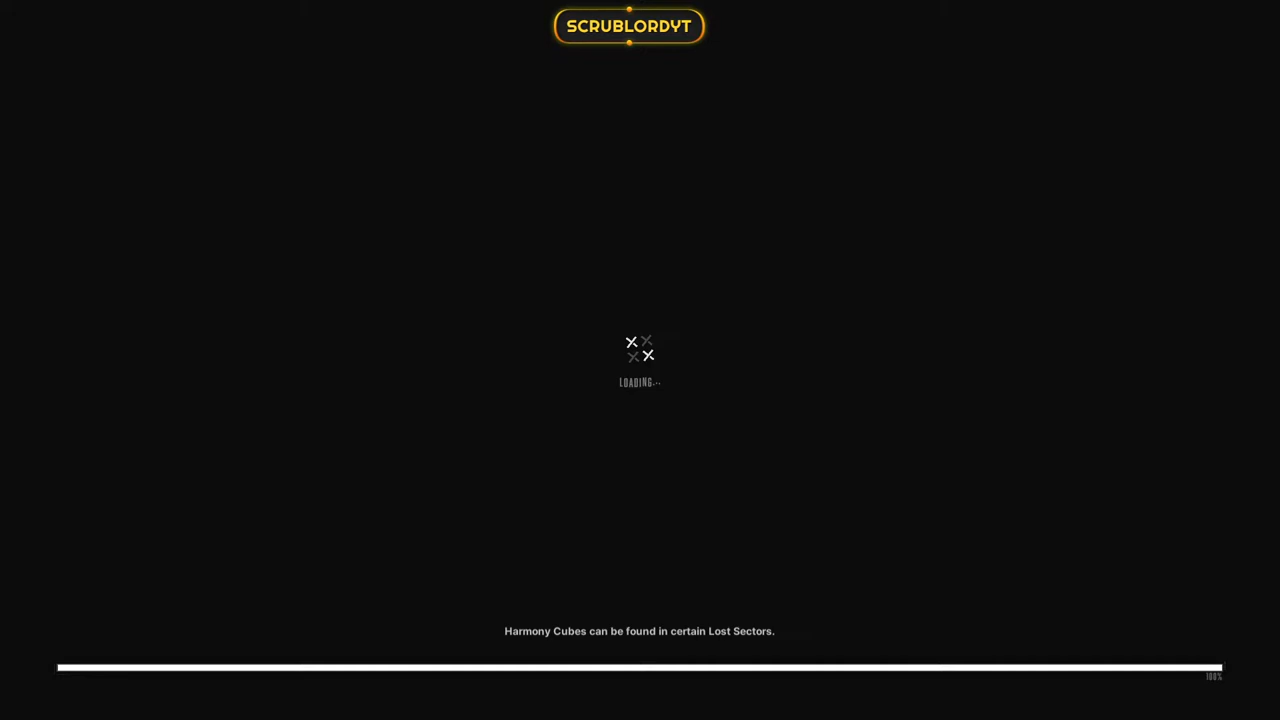 SCRUBLORDYT
LOADING...
Harmony Cubes can be found in certain Lost Sectors.
100%